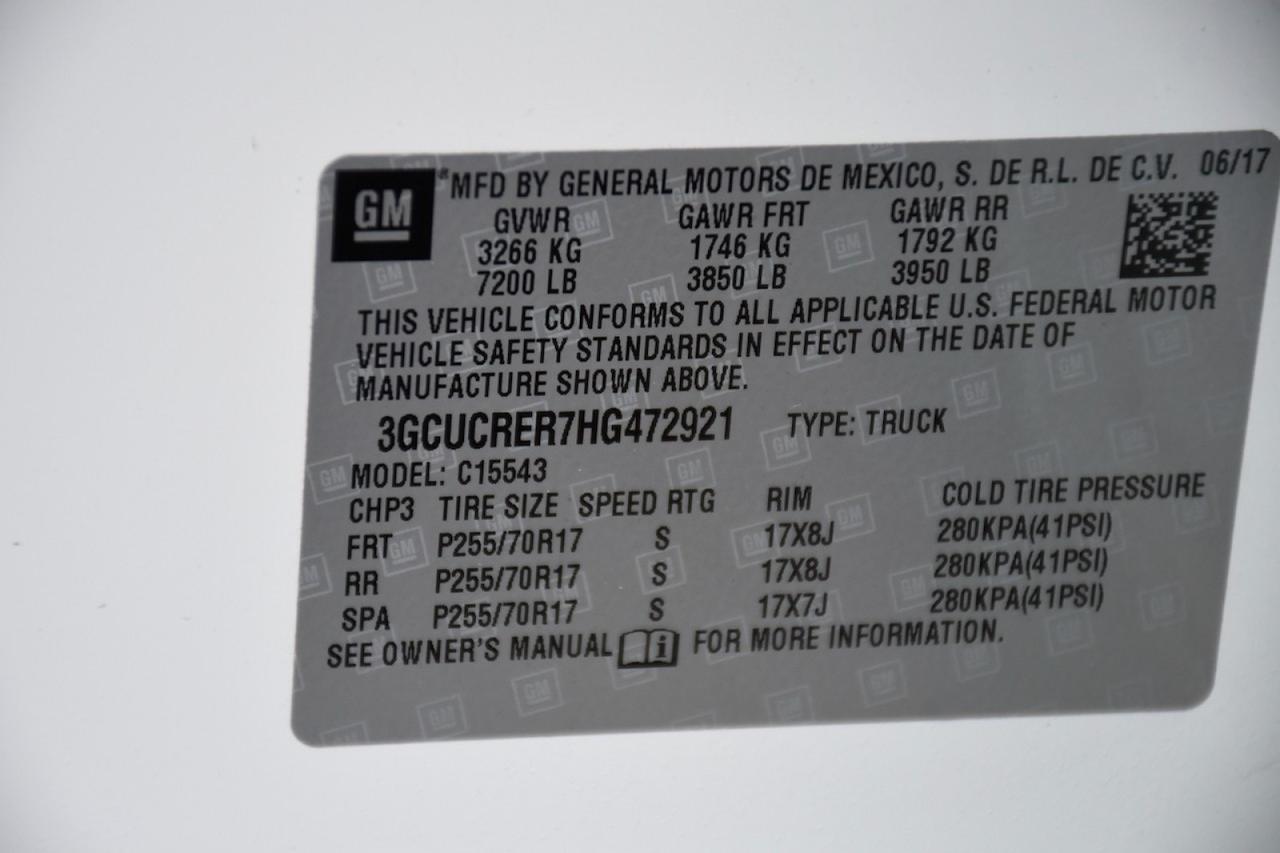 GM ® MFD BY GENERAL MOTORS DE MEXICO, S. DE R.L. DE C.V. 06/17
GVWR GAWR FRT GAWR RR
3266 KG 1746 KG 1792 KG
7200 LB 3850 LB 3950 LB
THIS VEHICLE CONFORMS TO ALL APPLICABLE U.S. FEDERAL MOTOR
VEHICLE SAFETY STANDARDS IN EFFECT ON THE DATE OF
MANUFACTURE SHOWN ABOVE.
3GCUCRER7HG472921 TYPE: TRUCK
MODEL: C15543
CHP3 TIRE SIZE SPEED RTG RIM COLD TIRE PRESSURE
FRT P255/70R17 S 17X8J 280KPA(41PSI)
RR P255/70R17 S 17X8J 280KPA(41PSI)
SPA P255/70R17 S 17X7J 280KPA(41PSI)
SEE OWNER'S MANUAL i FOR MORE INFORMATION.